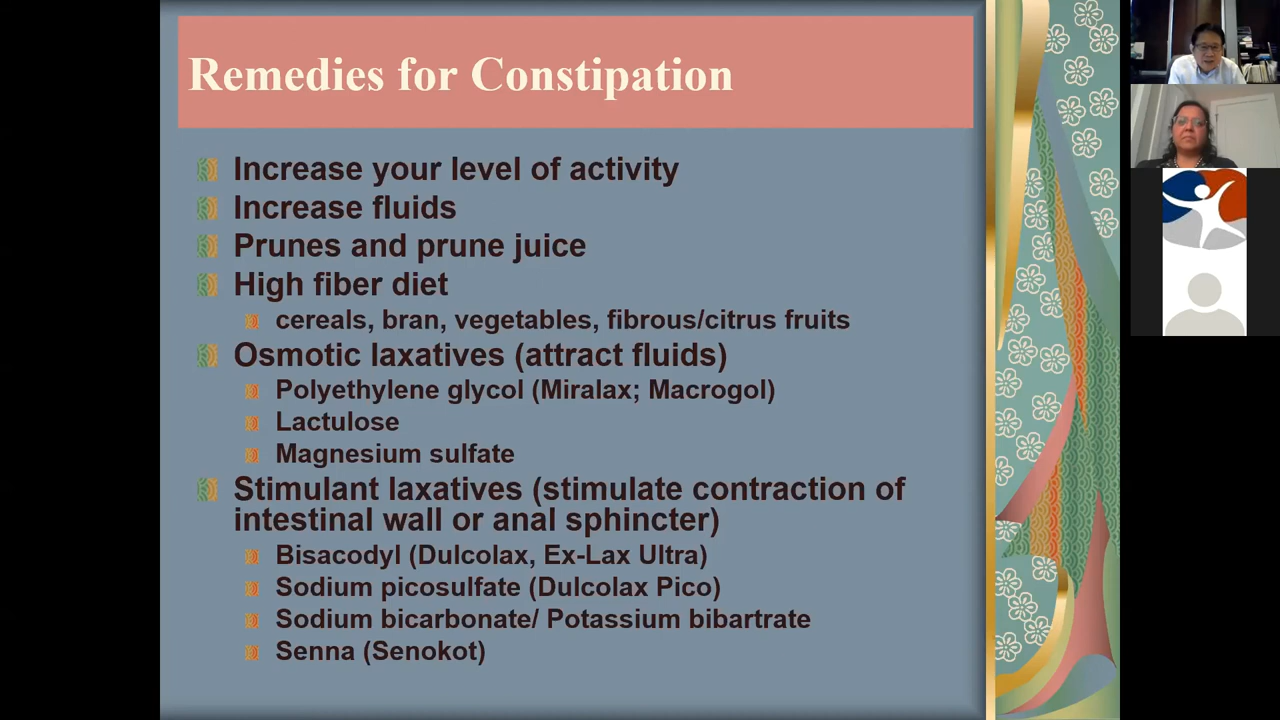 Remedies for Constipation
Increase your level of activity
Increase fluids
Prunes and prune juice
High fiber diet
cereals, bran, vegetables, fibrous/citrus fruits
Osmotic laxatives (attract fluids)
Polyethylene glycol (Miralax; Macrogol)
Lactulose
Magnesium sulfate
Stimulant laxatives (stimulate contraction of
intestinal wall or anal sphincter)
Bisacodyl (Dulcolax, Ex-Lax Ultra)
Sodium picosulfate (Dulcolax Pico)
Sodium bicarbonate/ Potassium bibartrate
Senna (Senokot)